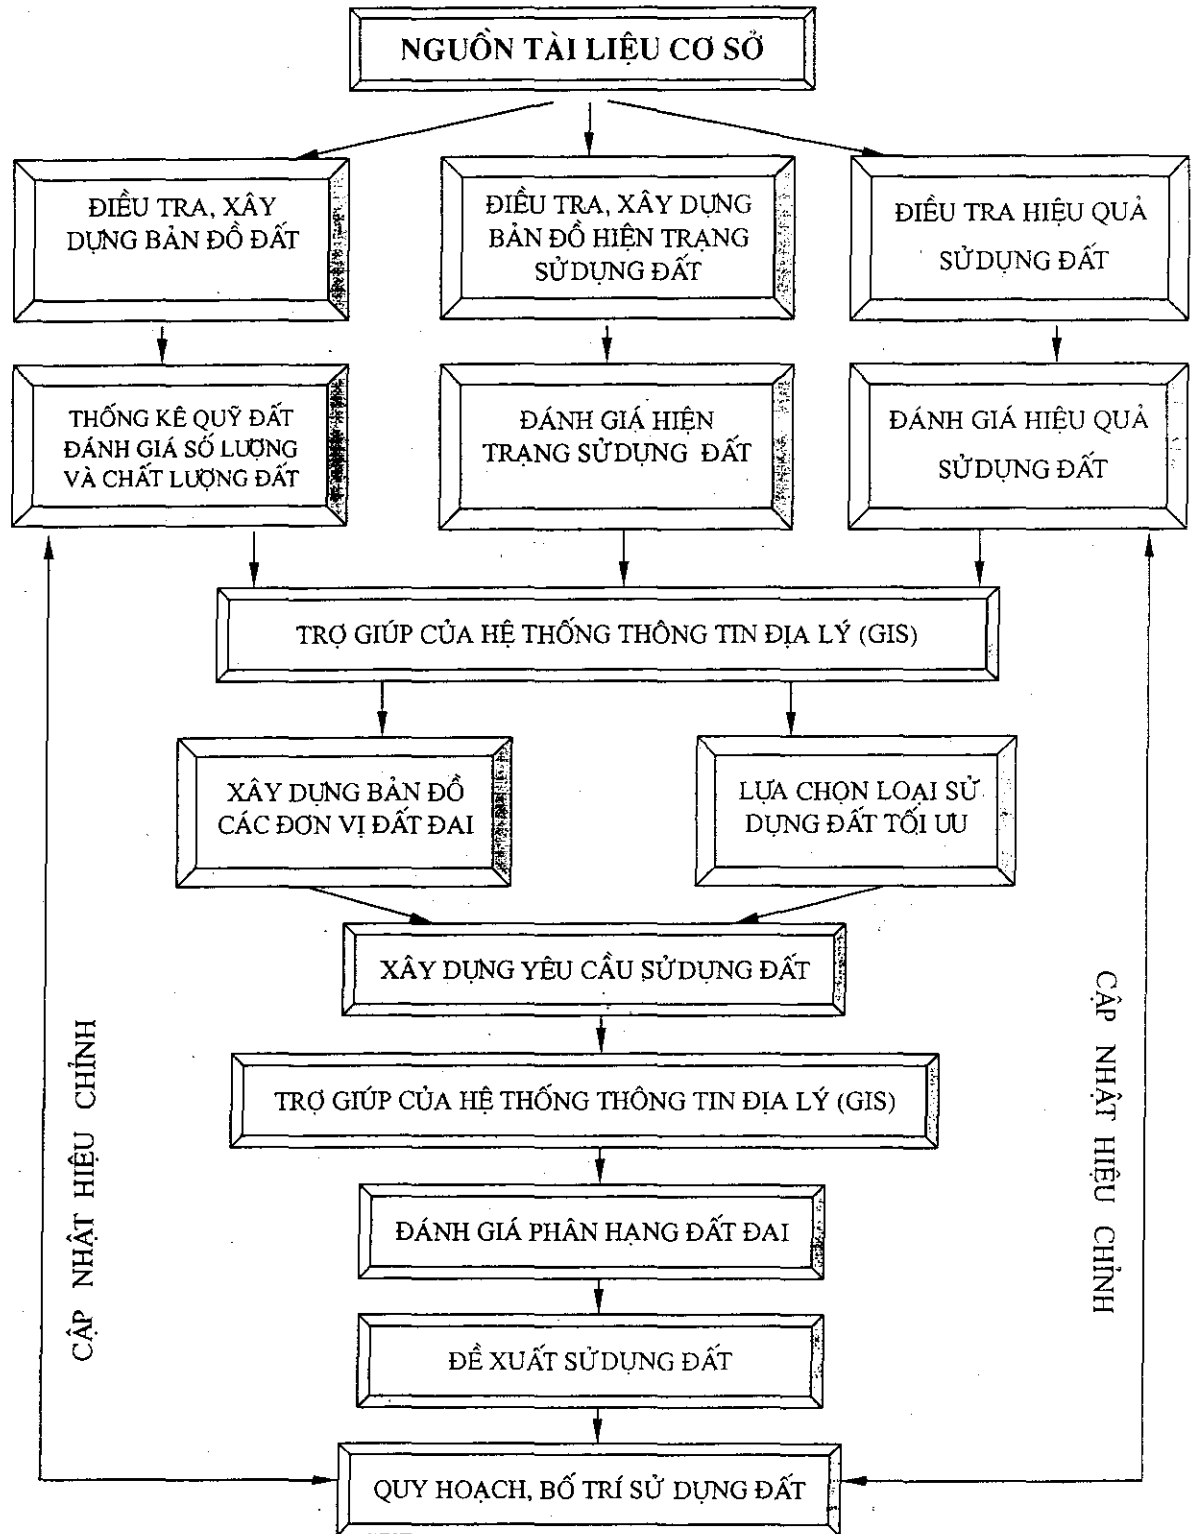 NGUỒN TÀI LIỆU CƠ SỞ
ĐIỀU TRA, XÂY
DỰNG BẢN ĐỒ ĐẤT
ĐIỀU TRA, XÂY DỰNG
BẢN ĐỒ HIỆN TRẠNG
SỬ DỤNG ĐẤT
ĐIỀU TRA HIỆU QUẢ
SỬ DỤNG ĐẤT
THỐNG KÊ QUỸ ĐẤT
ĐÁNH GIÁ SỐ LƯỢNG
VÀ CHẤT LƯỢNG ĐẤT
ĐÁNH GIÁ HIỆN
TRẠNG SỬ DỤNG ĐẤT
ĐÁNH GIÁ HIỆU QUẢ
SỬ DỤNG ĐẤT
TRỢ GIÚP CỦA HỆ THỐNG THÔNG TIN ĐỊA LÝ (GIS)
XÂY DỰNG BẢN ĐỒ
CÁC ĐƠN VỊ ĐẤT ĐAI
LỰA CHỌN LOẠI SỬ
DỤNG ĐẤT TỐI ƯU
XÂY DỰNG YÊU CẦU SỬ DỤNG ĐẤT
TRỢ GIÚP CỦA HỆ THỐNG THÔNG TIN ĐỊA LÝ (GIS)
ĐÁNH GIÁ PHÂN HẠNG ĐẤT ĐAI
ĐỀ XUẤT SỬ DỤNG ĐẤT
QUY HOẠCH, BỐ TRÍ SỬ DỤNG ĐẤT
CẬP NHẬT HIỆU CHỈNH
CẬP NHẬT HIỆU CHỈNH